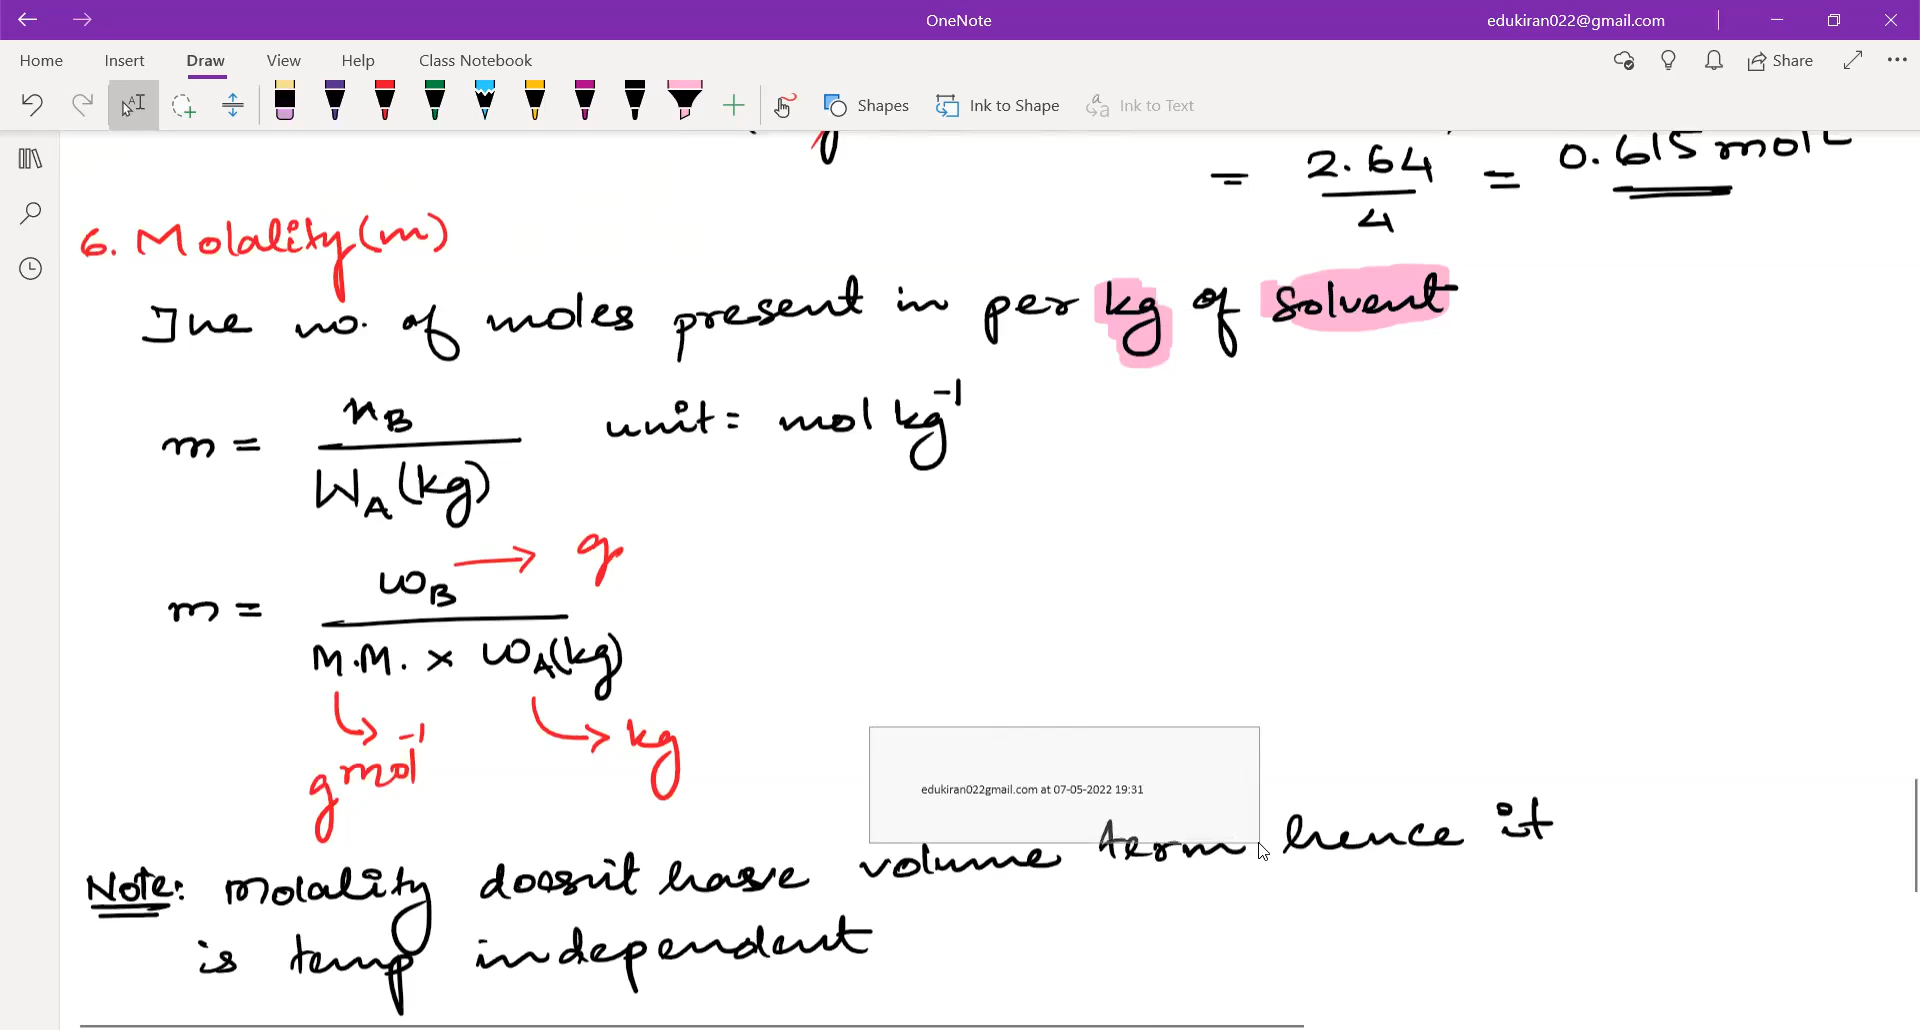 OneNote
edukiran022@gmail.com
Home Insert Draw View Help Class Notebook
Share
Shapes Ink to Shape Ink to Text
= 2.64 / 4 = 0.615 mol L
6. Molality (m)
The no. of moles present in per kg of solvent
m = nB / WA (kg) unit = mol kg⁻¹
m = wB / M.M. × wA (kg)
→ g
g mol⁻¹
→ kg
edukiran022gmail.com at 07-05-2022 19:31
Note: molality doesn't have volume term hence it
is temp independent